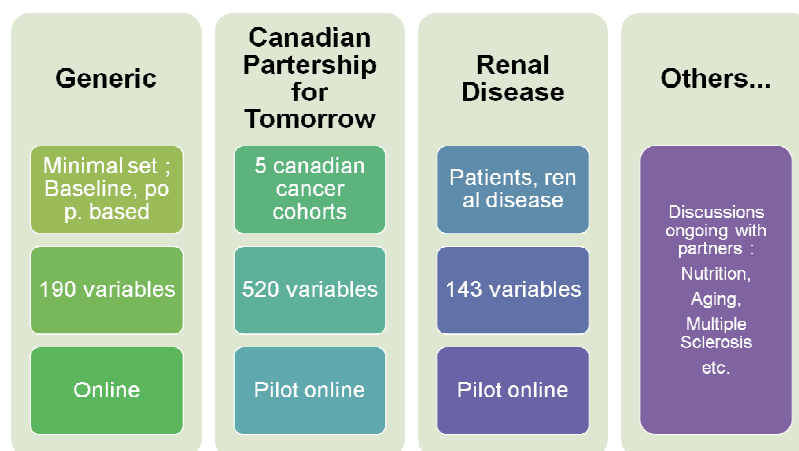 Generic
Minimal set ;
Baseline, po
p. based
190 variables
Online
Canadian
Partership
for
Tomorrow
5 canadian
cancer
cohorts
520 variables
Pilot online
Renal
Disease
Patients, ren
al disease
143 variables
Pilot online
Others...
Discussions
ongoing with
partners :
Nutrition,
Aging,
Multiple
Sclerosis
etc.